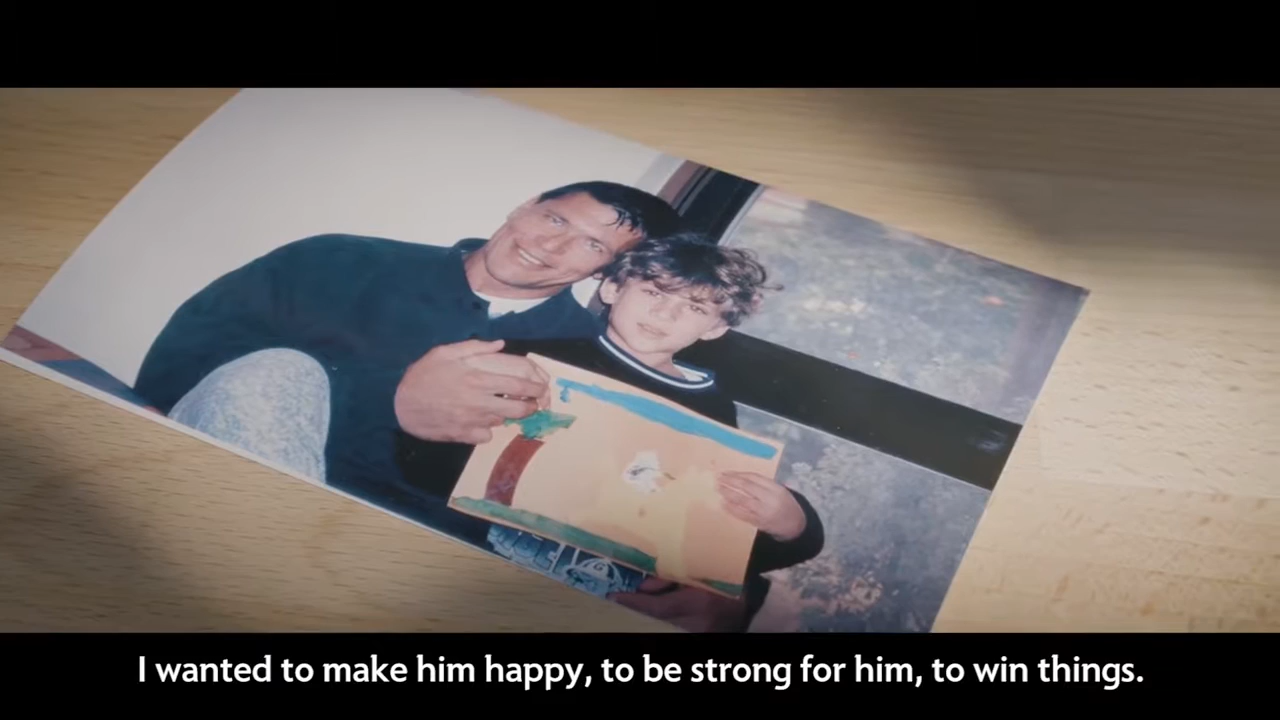 I wanted to make him happy, to be strong for him, to win things.